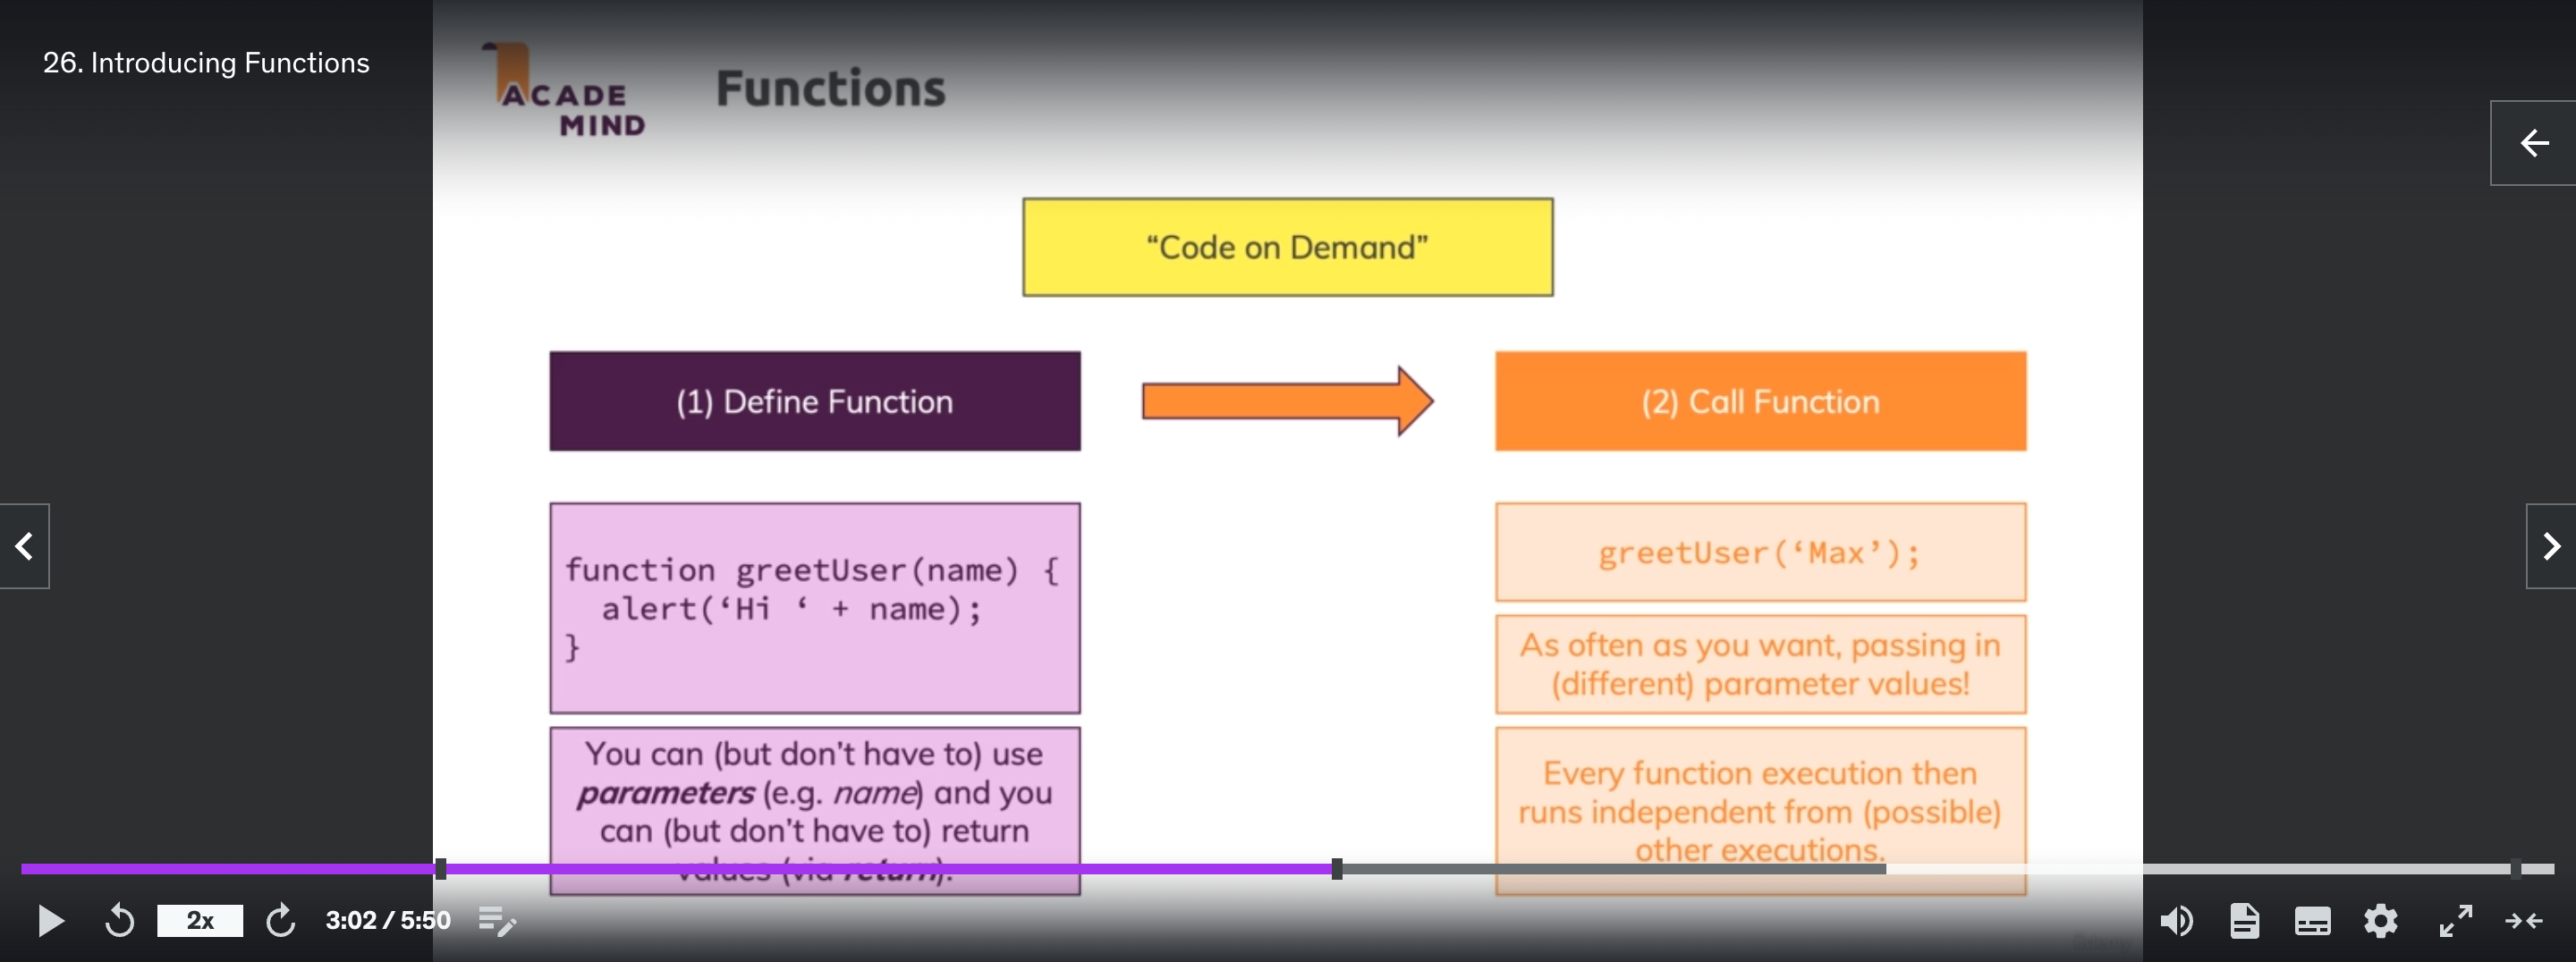 26. Introducing Functions
ACADE
MIND
Functions
“Code on Demand”
(1) Define Function
(2) Call Function
function greetUser(name) {
alert(‘Hi ‘ + name);
}
You can (but don’t have to) use
parameters (e.g. name) and you
can (but don’t have to) return
values (via return).
greetUser(‘Max’);
As often as you want, passing in
(different) parameter values!
Every function execution then
runs independent from (possible)
other executions.
2x
3:02 / 5:50